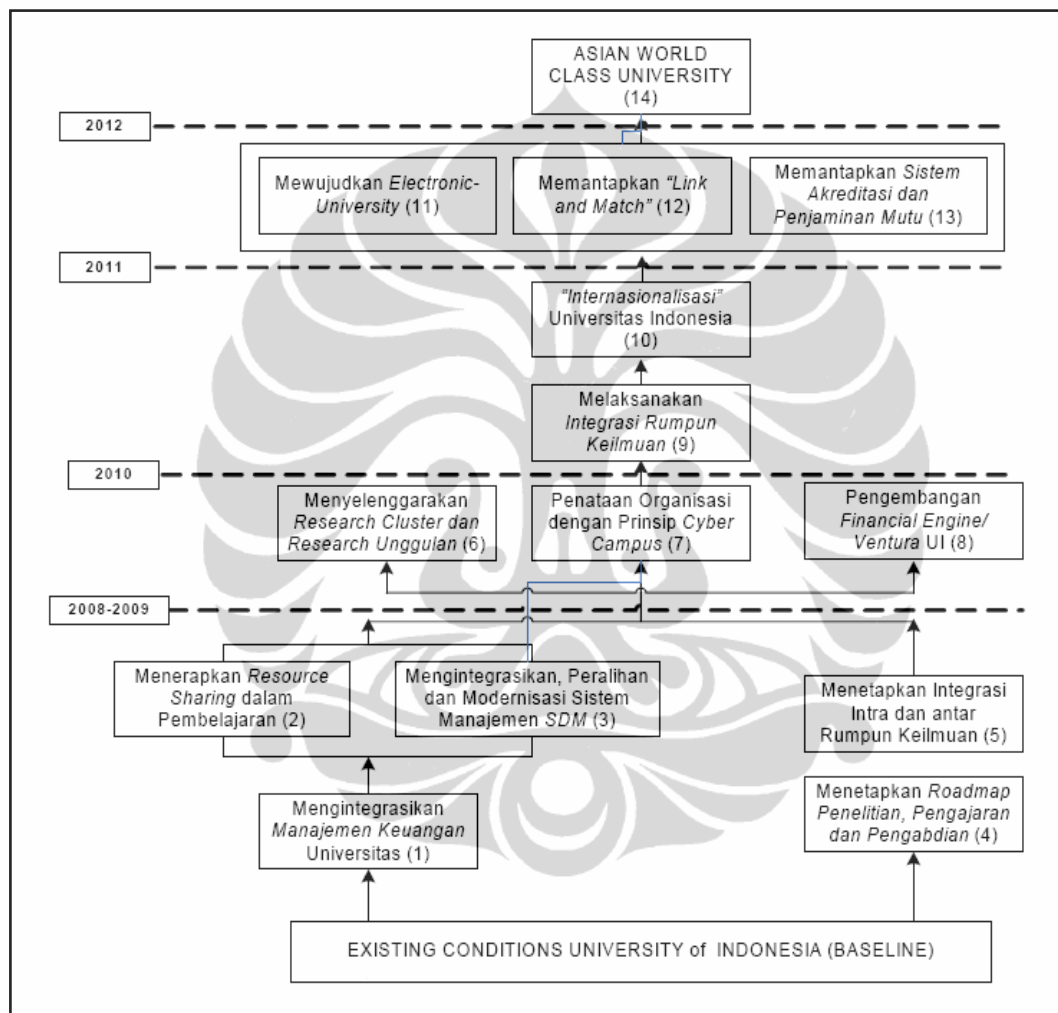 ASIAN WORLD
CLASS UNIVERSITY
(14)
2012
Mewujudkan Electronic-
University (11)
Memantapkan “Link
and Match” (12)
Memantapkan Sistem
Akreditasi dan
Penjaminan Mutu (13)
2011
“Internasionalisasi”
Universitas Indonesia
(10)
Melaksanakan
Integrasi Rumpun
Keilmuan (9)
2010
Menyelenggarakan
Research Cluster dan
Research Unggulan (6)
Penataan Organisasi
dengan Prinsip Cyber
Campus (7)
Pengembangan
Financial Engine/
Ventura UI (8)
2008-2009
Menerapkan Resource
Sharing dalam
Pembelajaran (2)
Mengintegrasikan, Peralihan
dan Modernisasi Sistem
Manajemen SDM (3)
Menetapkan Integrasi
Intra dan antar
Rumpun Keilmuan (5)
Mengintegrasikan
Manajemen Keuangan
Universitas (1)
Menetapkan Roadmap
Penelitian, Pengajaran
dan Pengabdian (4)
EXISTING CONDITIONS UNIVERSITY of INDONESIA (BASELINE)